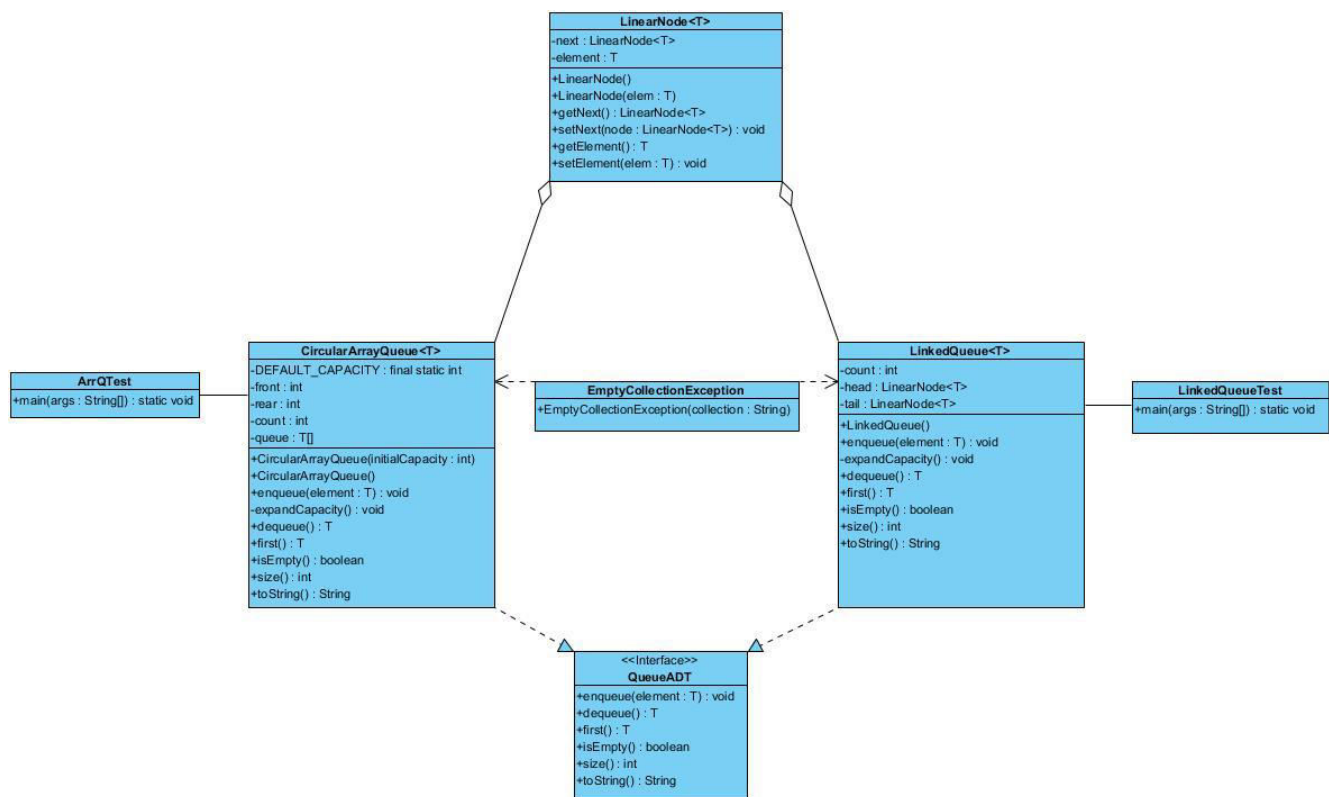 LinearNode<T>
-next : LinearNode<T>
-element : T
+LinearNode()
+LinearNode(elem : T)
+getNext() : LinearNode<T>
+setNext(node : LinearNode<T>) : void
+getElement() : T
+setElement(elem : T) : void
ArrQTest
+main(args : String[]) : static void
CircularArrayQueue<T>
-DEFAULT_CAPACITY : final static int
-front : int
-rear : int
-count : int
-queue : T[]
+CircularArrayQueue(initialCapacity : int)
+CircularArrayQueue()
+enqueue(element : T) : void
-expandCapacity() : void
+dequeue() : T
+first() : T
+isEmpty() : boolean
+size() : int
+toString() : String
EmptyCollectionException
+EmptyCollectionException(collection : String)
LinkedQueue<T>
-count : int
-head : LinearNode<T>
-tail : LinearNode<T>
+LinkedQueue()
+enqueue(element : T) : void
-expandCapacity() : void
+dequeue() : T
+first() : T
+isEmpty() : boolean
+size() : int
+toString() : String
LinkedQueueTest
+main(args : String[]) : static void
<<Interface>>
QueueADT
+enqueue(element : T) : void
+dequeue() : T
+first() : T
+isEmpty() : boolean
+size() : int
+toString() : String